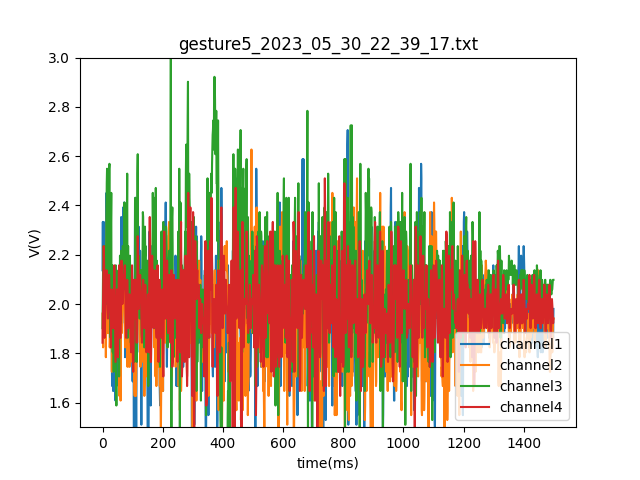 gesture5_2023_05_30_22_39_17.txt
V(V)
3.0
2.8
2.6
2.4
2.2
2.0
1.8
1.6
0 200 400 600 800 1000 1200 1400
time(ms)
channel1
channel2
channel3
channel4